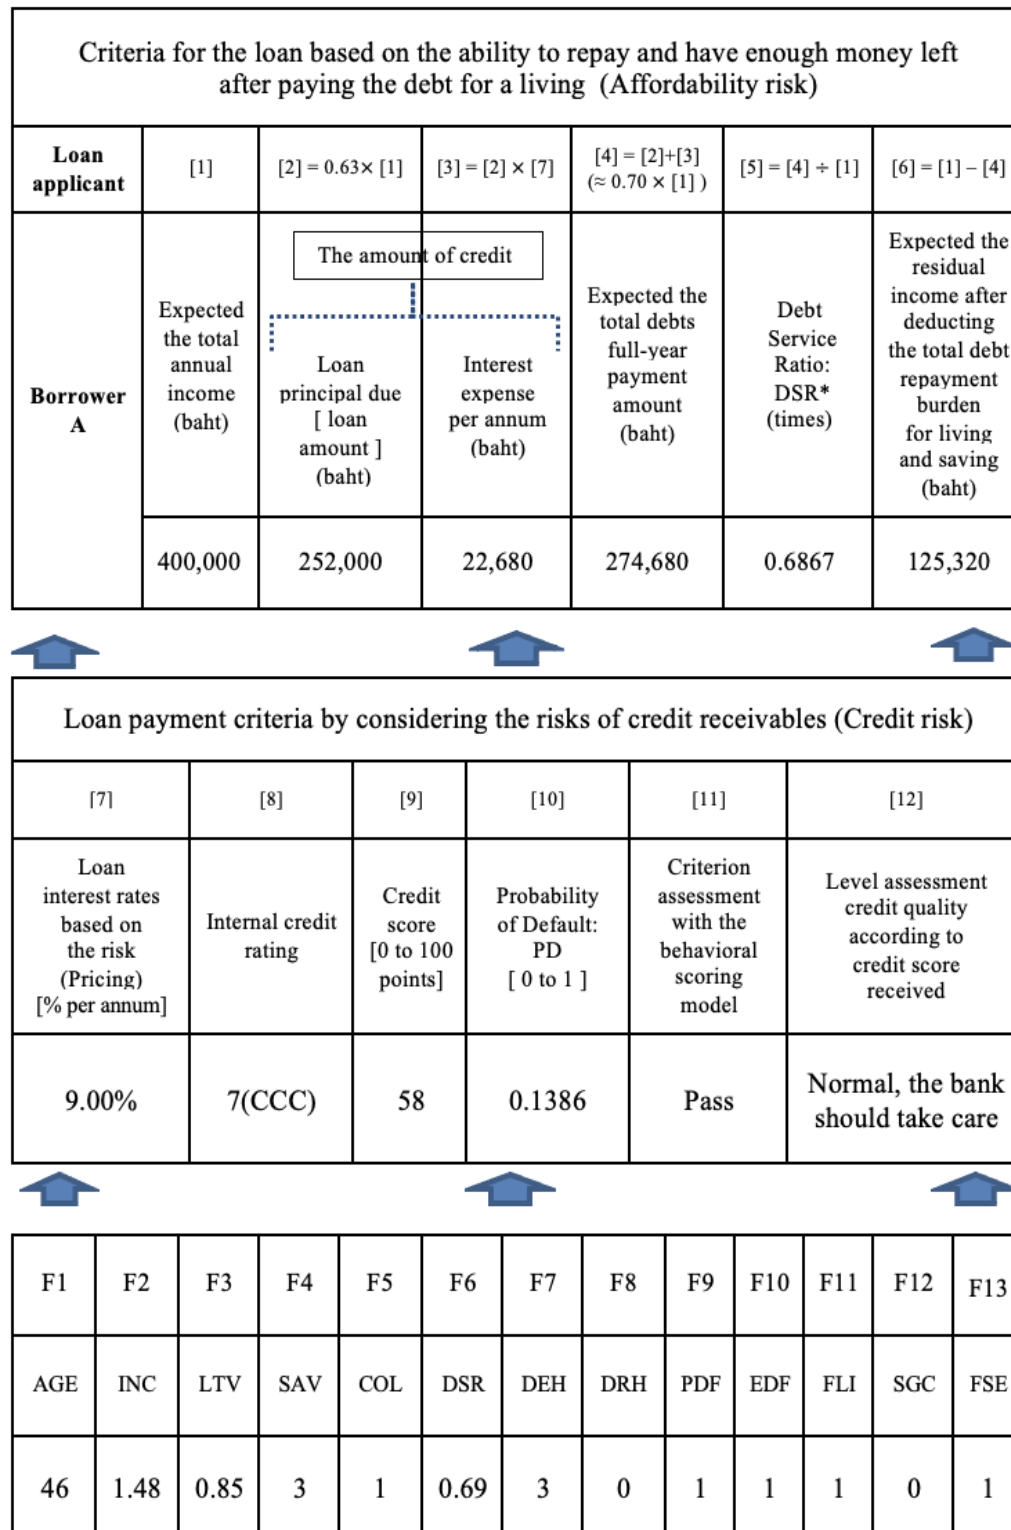 Criteria for the loan based on the ability to repay and have enough money left
after paying the debt for a living (Affordability risk)
Loan
applicant
[1]
[2] = 0.63× [1]
[3] = [2] × [7]
[4] = [2]+[3]
(≈ 0.70 × [1] )
[5] = [4] ÷ [1]
[6] = [1] – [4]
Borrower
A
Expected
the total
annual
income
(baht)
The amount of credit
Loan
principal due
[ loan
amount ]
(baht)
Interest
expense
per annum
(baht)
Expected the
total debts
full-year
payment
amount
(baht)
Debt
Service
Ratio:
DSR*
(times)
Expected the
residual
income after
deducting
the total debt
repayment
burden
for living
and saving
(baht)
400,000
252,000
22,680
274,680
0.6867
125,320
Loan payment criteria by considering the risks of credit receivables (Credit risk)
[7]
[8]
[9]
[10]
[11]
[12]
Loan
interest rates
based on
the risk
(Pricing)
[% per annum]
Internal credit
rating
Credit
score
[0 to 100
points]
Probability
of Default:
PD
[ 0 to 1 ]
Criterion
assessment
with the
behavioral
scoring
model
Level assessment
credit quality
according to
credit score
received
9.00%
7(CCC)
58
0.1386
Pass
Normal, the bank
should take care
F1
F2
F3
F4
F5
F6
F7
F8
F9
F10
F11
F12
F13
AGE
INC
LTV
SAV
COL
DSR
DEH
DRH
PDF
EDF
FLI
SGC
FSE
46
1.48
0.85
3
1
0.69
3
0
1
1
1
0
1